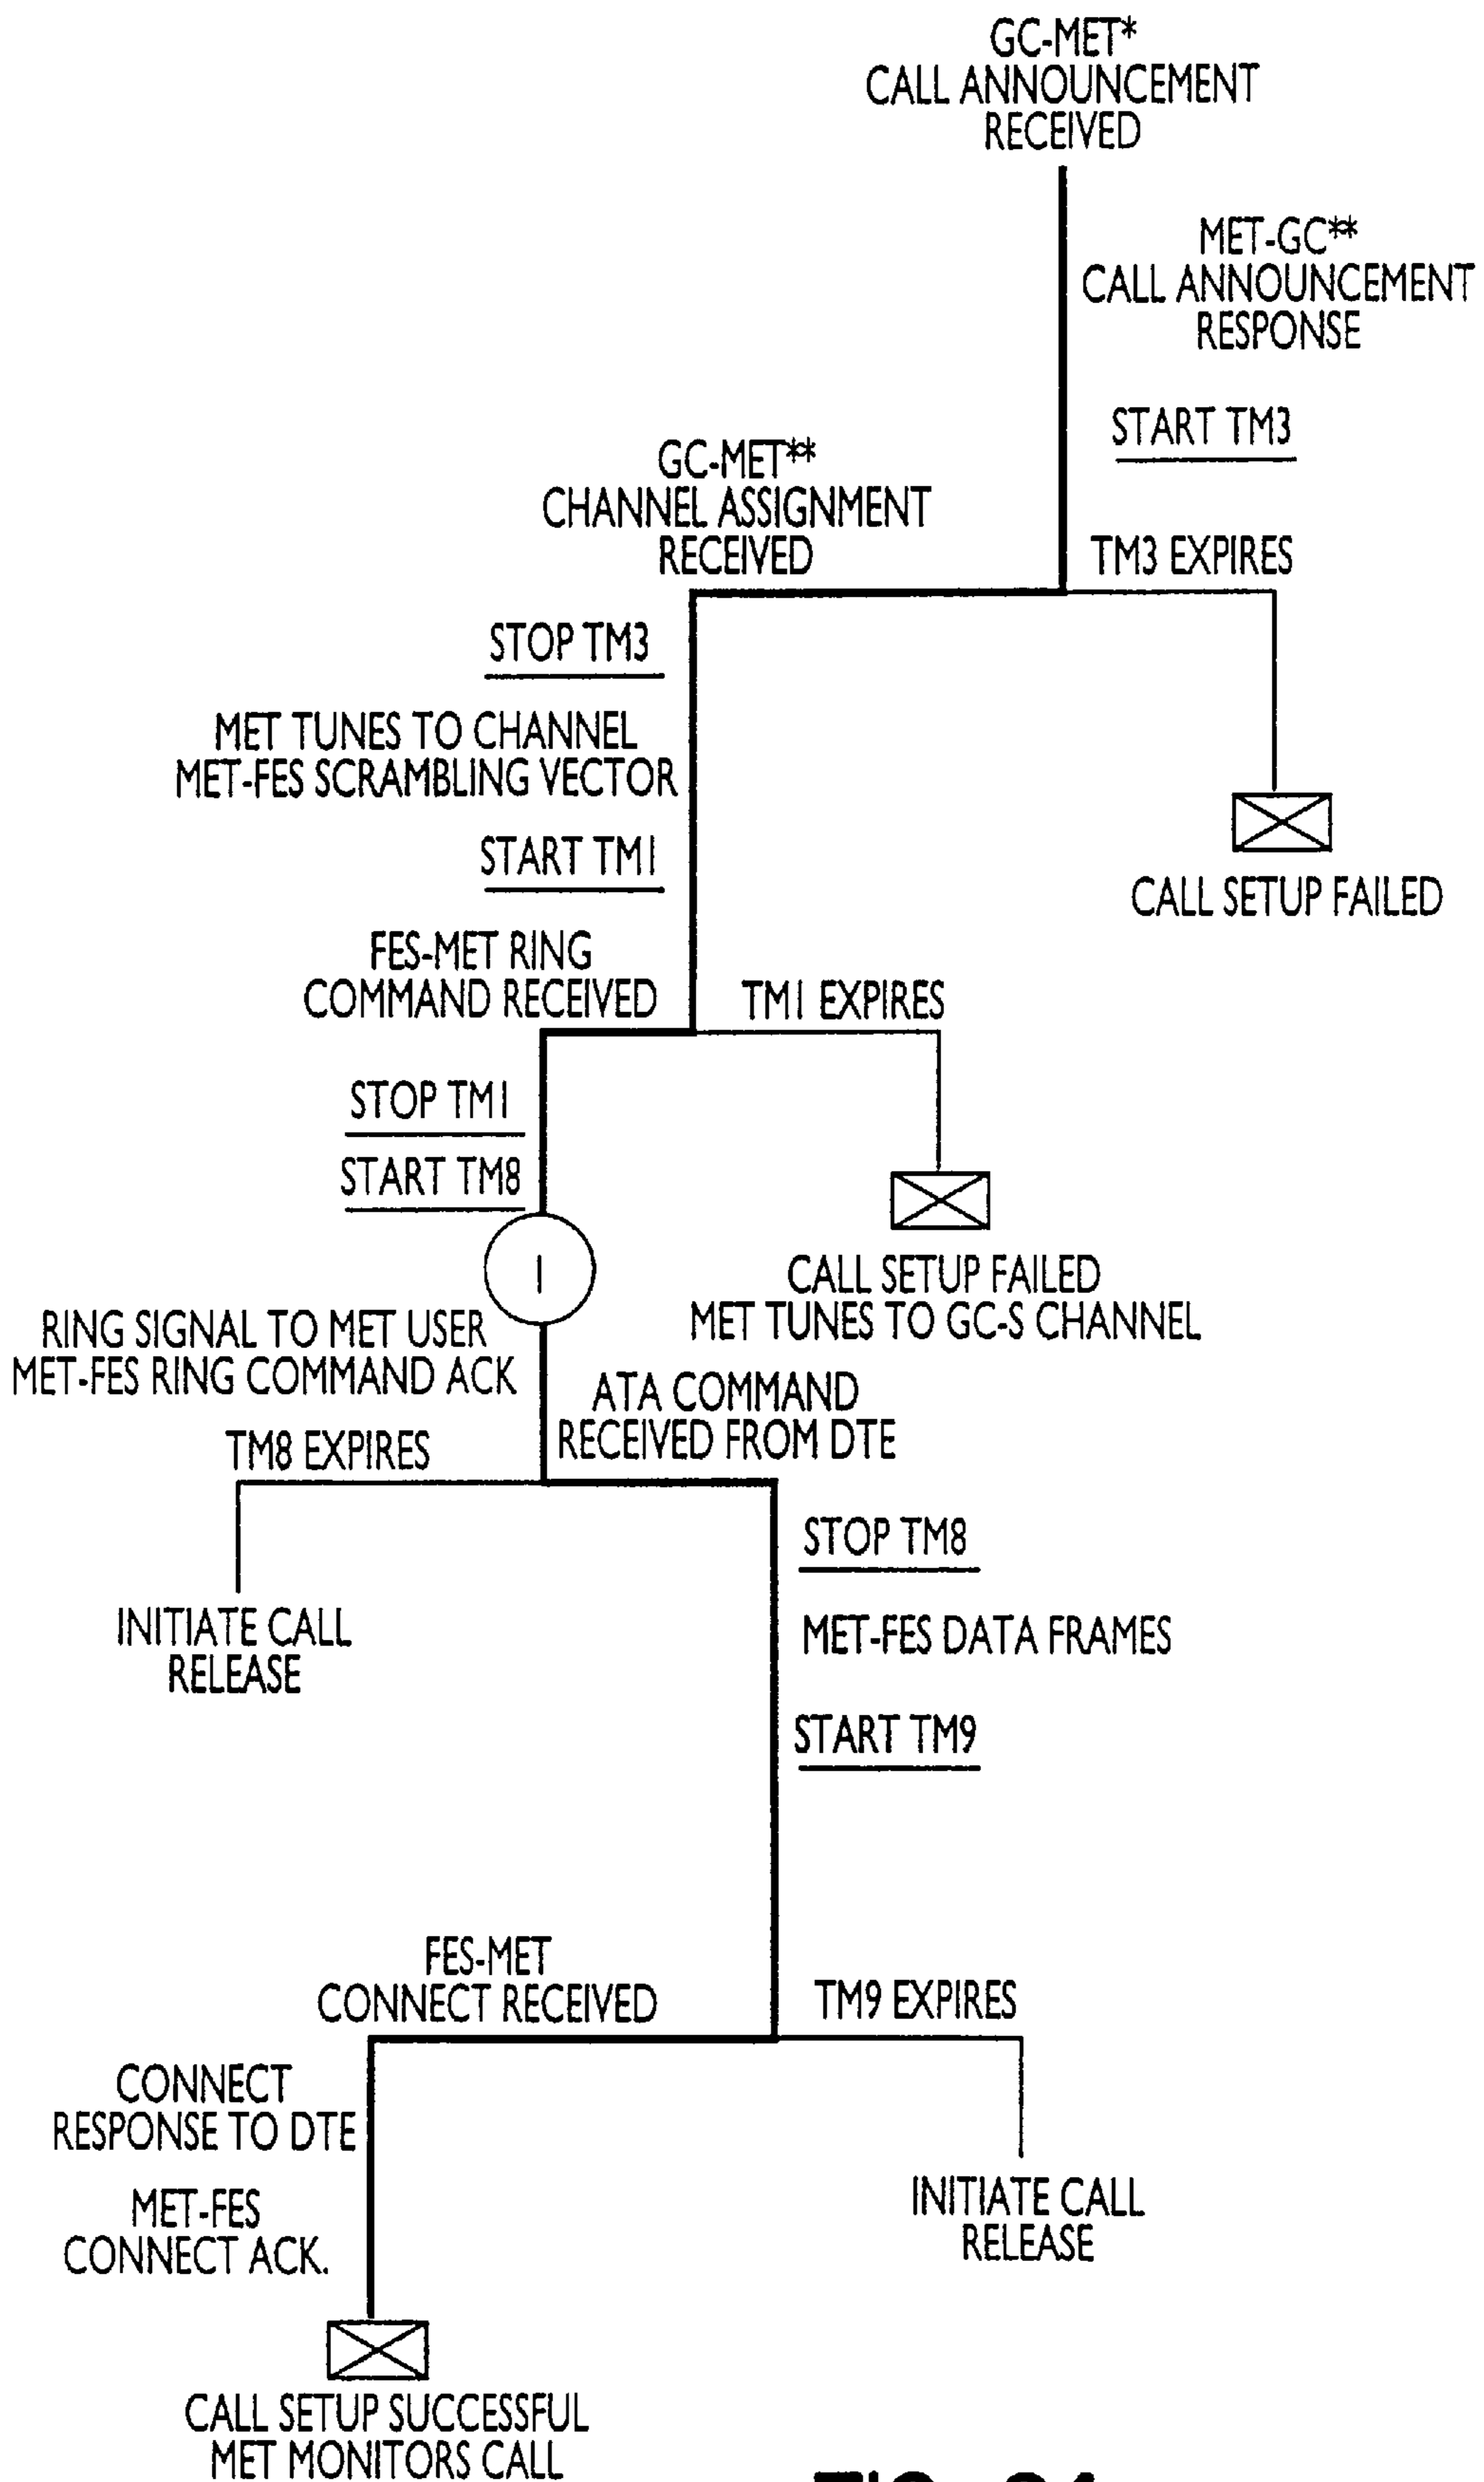 GC-MET*
CALL ANNOUNCEMENT
RECEIVED
MET-GC**
CALL ANNOUNCEMENT
RESPONSE
START TM3
GC-MET**
CHANNEL ASSIGNMENT
RECEIVED
TM3 EXPIRES
STOP TM3
MET TUNES TO CHANNEL
MET-FES SCRAMBLING VECTOR
START TM1
CALL SETUP FAILED
FES-MET RING
COMMAND RECEIVED
TM1 EXPIRES
STOP TM1
START TM8
1
CALL SETUP FAILED
MET TUNES TO GC-S CHANNEL
RING SIGNAL TO MET USER
MET-FES RING COMMAND ACK
ATA COMMAND
RECEIVED FROM DTE
TM8 EXPIRES
STOP TM8
INITIATE CALL
RELEASE
MET-FES DATA FRAMES
START TM9
FES-MET
CONNECT RECEIVED
TM9 EXPIRES
CONNECT
RESPONSE TO DTE
MET-FES
CONNECT ACK.
INITIATE CALL
RELEASE
CALL SETUP SUCCESSFUL
MET MONITORS CALL